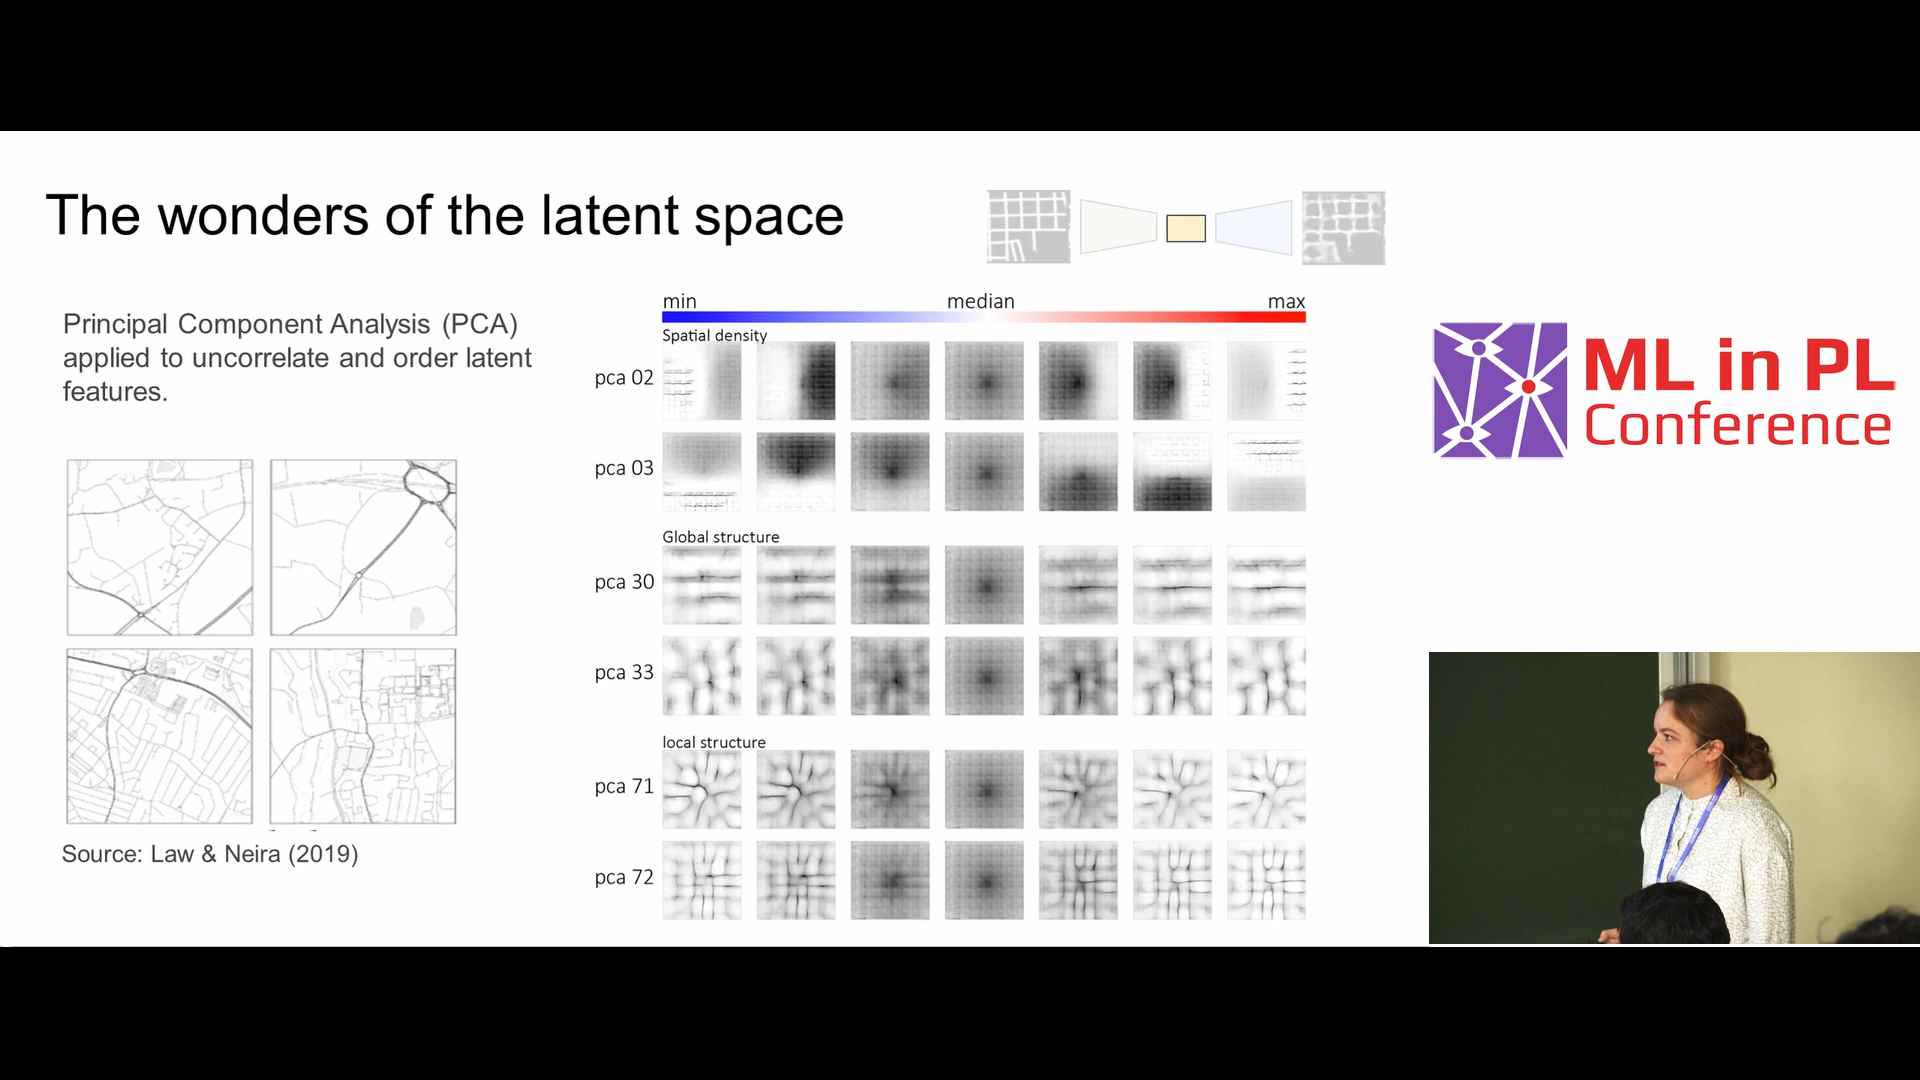 The wonders of the latent space
Principal Component Analysis (PCA)
applied to uncorrelate and order latent
features.
Source: Law & Neira (2019)
min median max
Spatial density
pca 02
pca 03
Global structure
pca 30
pca 33
local structure
pca 71
pca 72
ML in PL
Conference